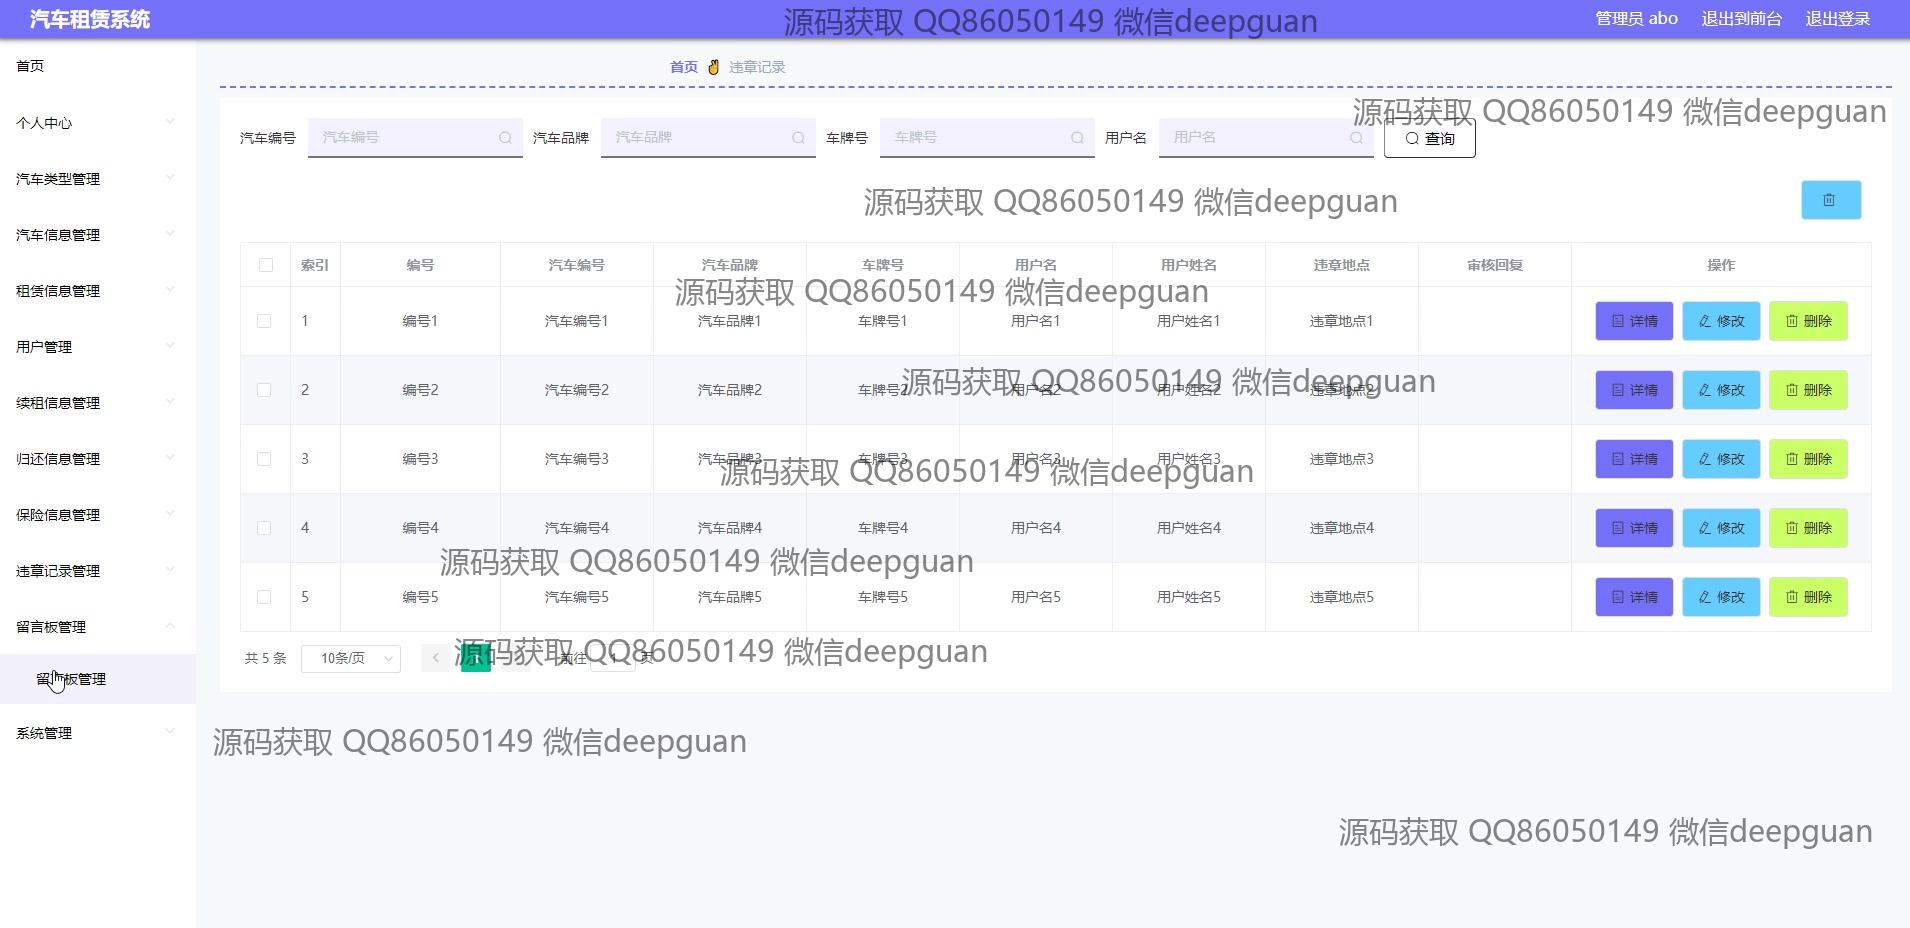 汽车租赁系统
源码获取 QQ86050149 微信deepguan
管理员 abo 退出到前台 退出登录
首页
个人中心
汽车类型管理
汽车信息管理
租赁信息管理
用户管理
续租信息管理
归还信息管理
保险信息管理
违章记录管理
留言板管理
留言板管理
系统管理
首页 违章记录
源码获取 QQ86050149 微信deepguan
汽车编号 汽车编号 汽车品牌 汽车品牌 车牌号 车牌号 用户名 用户名 查询
源码获取 QQ86050149 微信deepguan
索引 编号 汽车编号 汽车品牌 车牌号 用户名 用户姓名 违章地点 审核回复 操作
源码获取 QQ86050149 微信deepguan
1 编号1 汽车编号1 汽车品牌1 车牌号1 用户名1 用户姓名1 违章地点1 详情 修改 删除
源码获取 QQ86050149 微信deepguan
2 编号2 汽车编号2 汽车品牌2 车牌号2 用户名2 用户姓名2 违章地点2 详情 修改 删除
3 编号3 汽车编号3 汽车品牌3 车牌号3 用户名3 用户姓名3 违章地点3 详情 修改 删除
源码获取 QQ86050149 微信deepguan
4 编号4 汽车编号4 汽车品牌4 车牌号4 用户名4 用户姓名4 违章地点4 详情 修改 删除
源码获取 QQ86050149 微信deepguan
5 编号5 汽车编号5 汽车品牌5 车牌号5 用户名5 用户姓名5 违章地点5 详情 修改 删除
源码获取 QQ86050149 微信deepguan
共 5 条 10条/页 前往 1 页
源码获取 QQ86050149 微信deepguan
源码获取 QQ86050149 微信deepguan